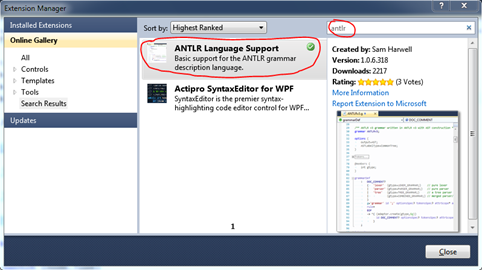 Extension Manager
Installed Extensions
Online Gallery
All
Controls
Templates
Tools
Search Results
Updates
Sort by: Highest Ranked
ANTLR Language Support
Basic support for the ANTLR grammar
description language.
Actipro SyntaxEditor for WPF
SyntaxEditor is the premier syntax-
highlighting code editor control for WP...
1
antlr
Created by: Sam Harwell
Version: 1.0.6.318
Downloads: 2217
Rating: (3 Votes)
More Information
Report Extension to Microsoft
Close